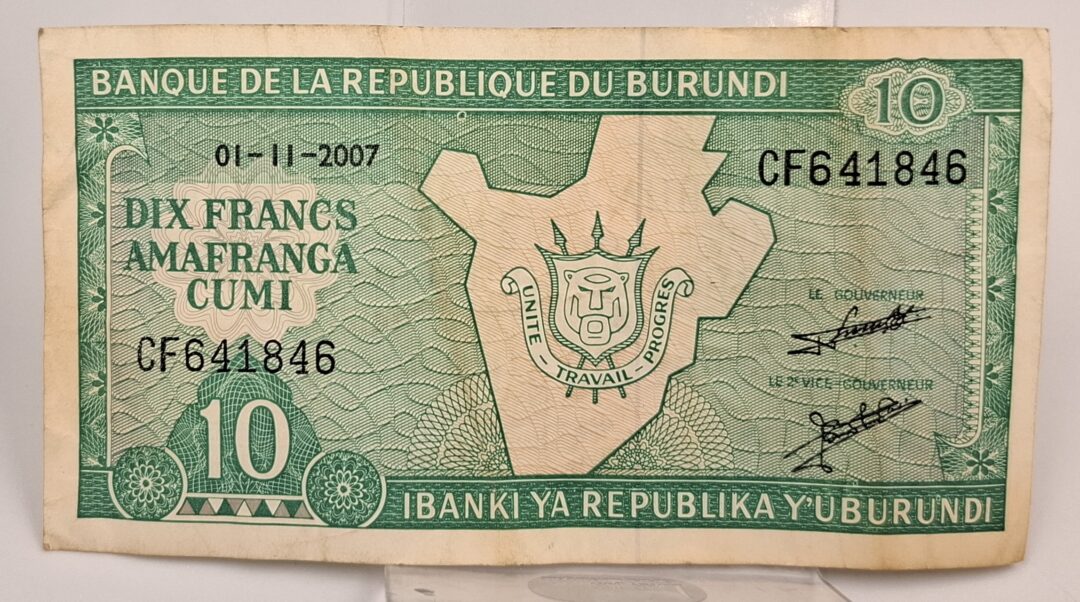 BANQUE DE LA REPUBLIQUE DU BURUNDI
10
01-11-2007
CF641846
DIX FRANCS
AMAFRANGA
CUMI
UNITE - TRAVAIL - PROGRES
LE GOUVERNEUR
CF641846
LE 2e VICE-GOUVERNEUR
10
IBANKI YA REPUBLIKA Y'UBURUNDI